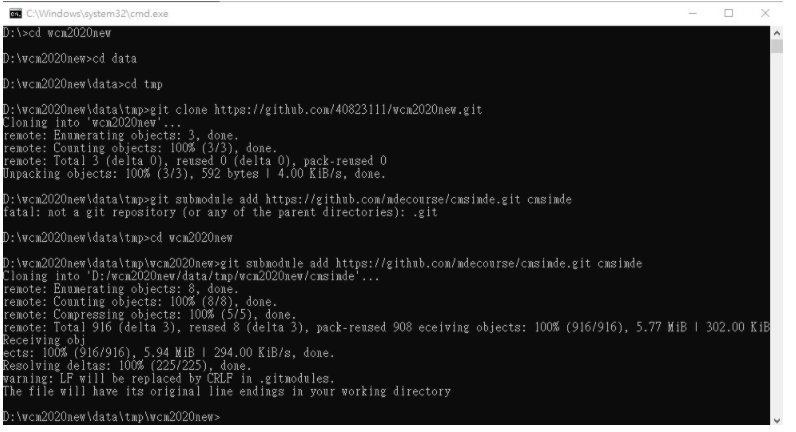 C:\Windows\system32\cmd.exe
D:\>cd wcm2020new
D:\wcm2020new>cd data
D:\wcm2020new\data>cd tmp
D:\wcm2020new\data\tmp>git clone https://github.com/40823111/wcm2020new.git
Cloning into 'wcm2020new'...
remote: Enumerating objects: 3, done.
remote: Counting objects: 100% (3/3), done.
remote: Total 3 (delta 0), reused 0 (delta 0), pack-reused 0
Unpacking objects: 100% (3/3), 592 bytes | 4.00 KiB/s, done.
D:\wcm2020new\data\tmp>git submodule add https://github.com/mdecourse/cmsimde.git cmsimde
fatal: not a git repository (or any of the parent directories): .git
D:\wcm2020new\data\tmp>cd wcm2020new
D:\wcm2020new\data\tmp\wcm2020new>git submodule add https://github.com/mdecourse/cmsimde.git cmsimde
Cloning into 'D:/wcm2020new/data/tmp/wcm2020new/cmsimde'...
remote: Enumerating objects: 8, done.
remote: Counting objects: 100% (8/8), done.
remote: Compressing objects: 100% (5/5), done.
remote: Total 916 (delta 3), reused 8 (delta 3), pack-reused 908 eceiving objects: 100% (916/916), 5.77 MiB | 302.00 KiB
Receiving obj
ects: 100% (916/916), 5.94 MiB | 294.00 KiB/s, done.
Resolving deltas: 100% (225/225), done.
warning: LF will be replaced by CRLF in .gitmodules.
The file will have its original line endings in your working directory
D:\wcm2020new\data\tmp\wcm2020new>